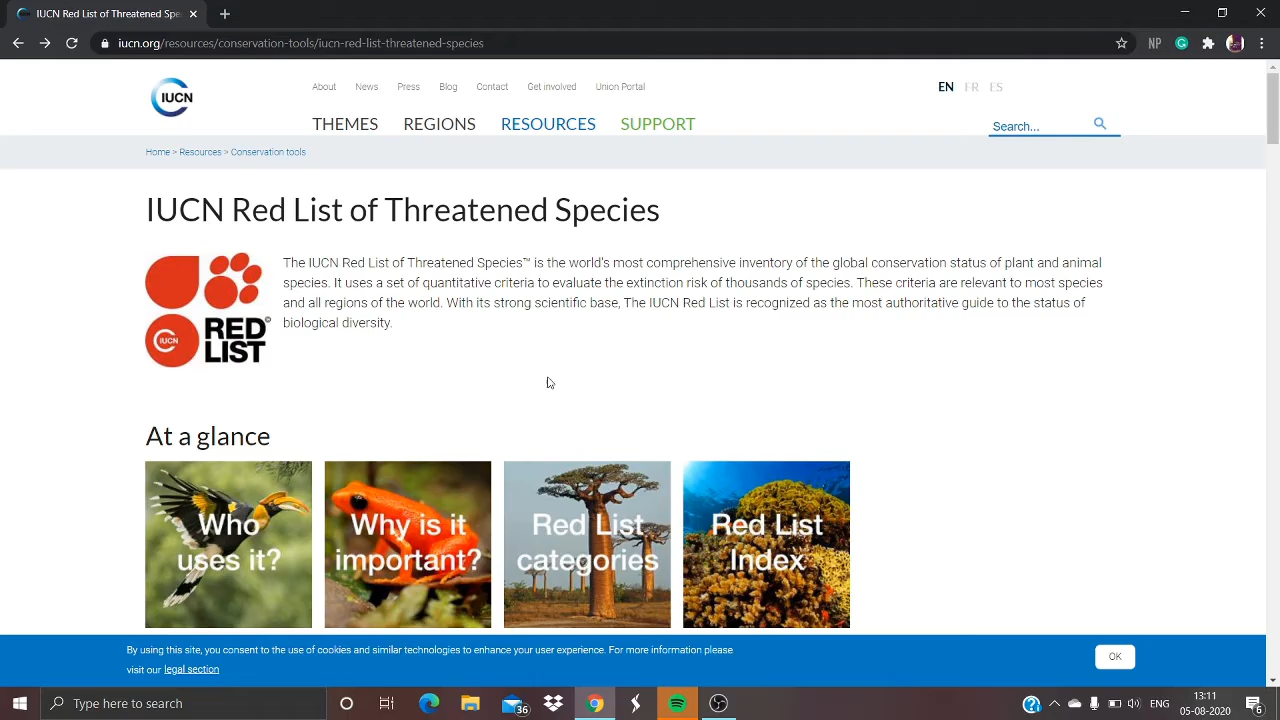 IUCN Red List of Threatened Spe
iucn.org/resources/conservation-tools/iucn-red-list-threatened-species
NP
IUCN
About News Press Blog Contact Get involved Union Portal
EN FR ES
THEMES REGIONS RESOURCES SUPPORT
Search...
Home > Resources > Conservation tools
IUCN Red List of Threatened Species
The IUCN Red List of Threatened Species™ is the world's most comprehensive inventory of the global conservation status of plant and animal
species. It uses a set of quantitative criteria to evaluate the extinction risk of thousands of species. These criteria are relevant to most species
and all regions of the world. With its strong scientific base, The IUCN Red List is recognized as the most authoritative guide to the status of
biological diversity.
IUCN
RED
LIST
©
At a glance
Who
uses it?
Why is it
important?
Red List
categories
Red List
Index
By using this site, you consent to the use of cookies and similar technologies to enhance your user experience. For more information please
visit our legal section
OK
Type here to search
36
ENG
13:11
05-08-2020
6